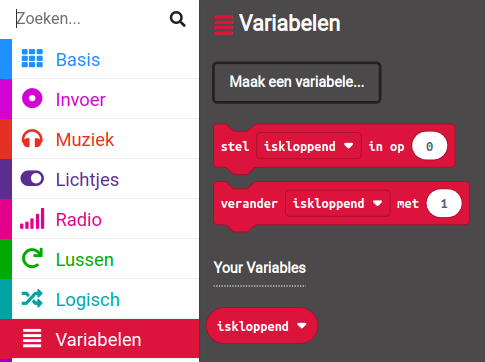 Zoeken...
Basis
Invoer
Muziek
Lichtjes
Radio
Lussen
Logisch
Variabelen
Variabelen
Maak een variabele...
stel iskloppend in op 0
verander iskloppend met 1
Your Variables
iskloppend